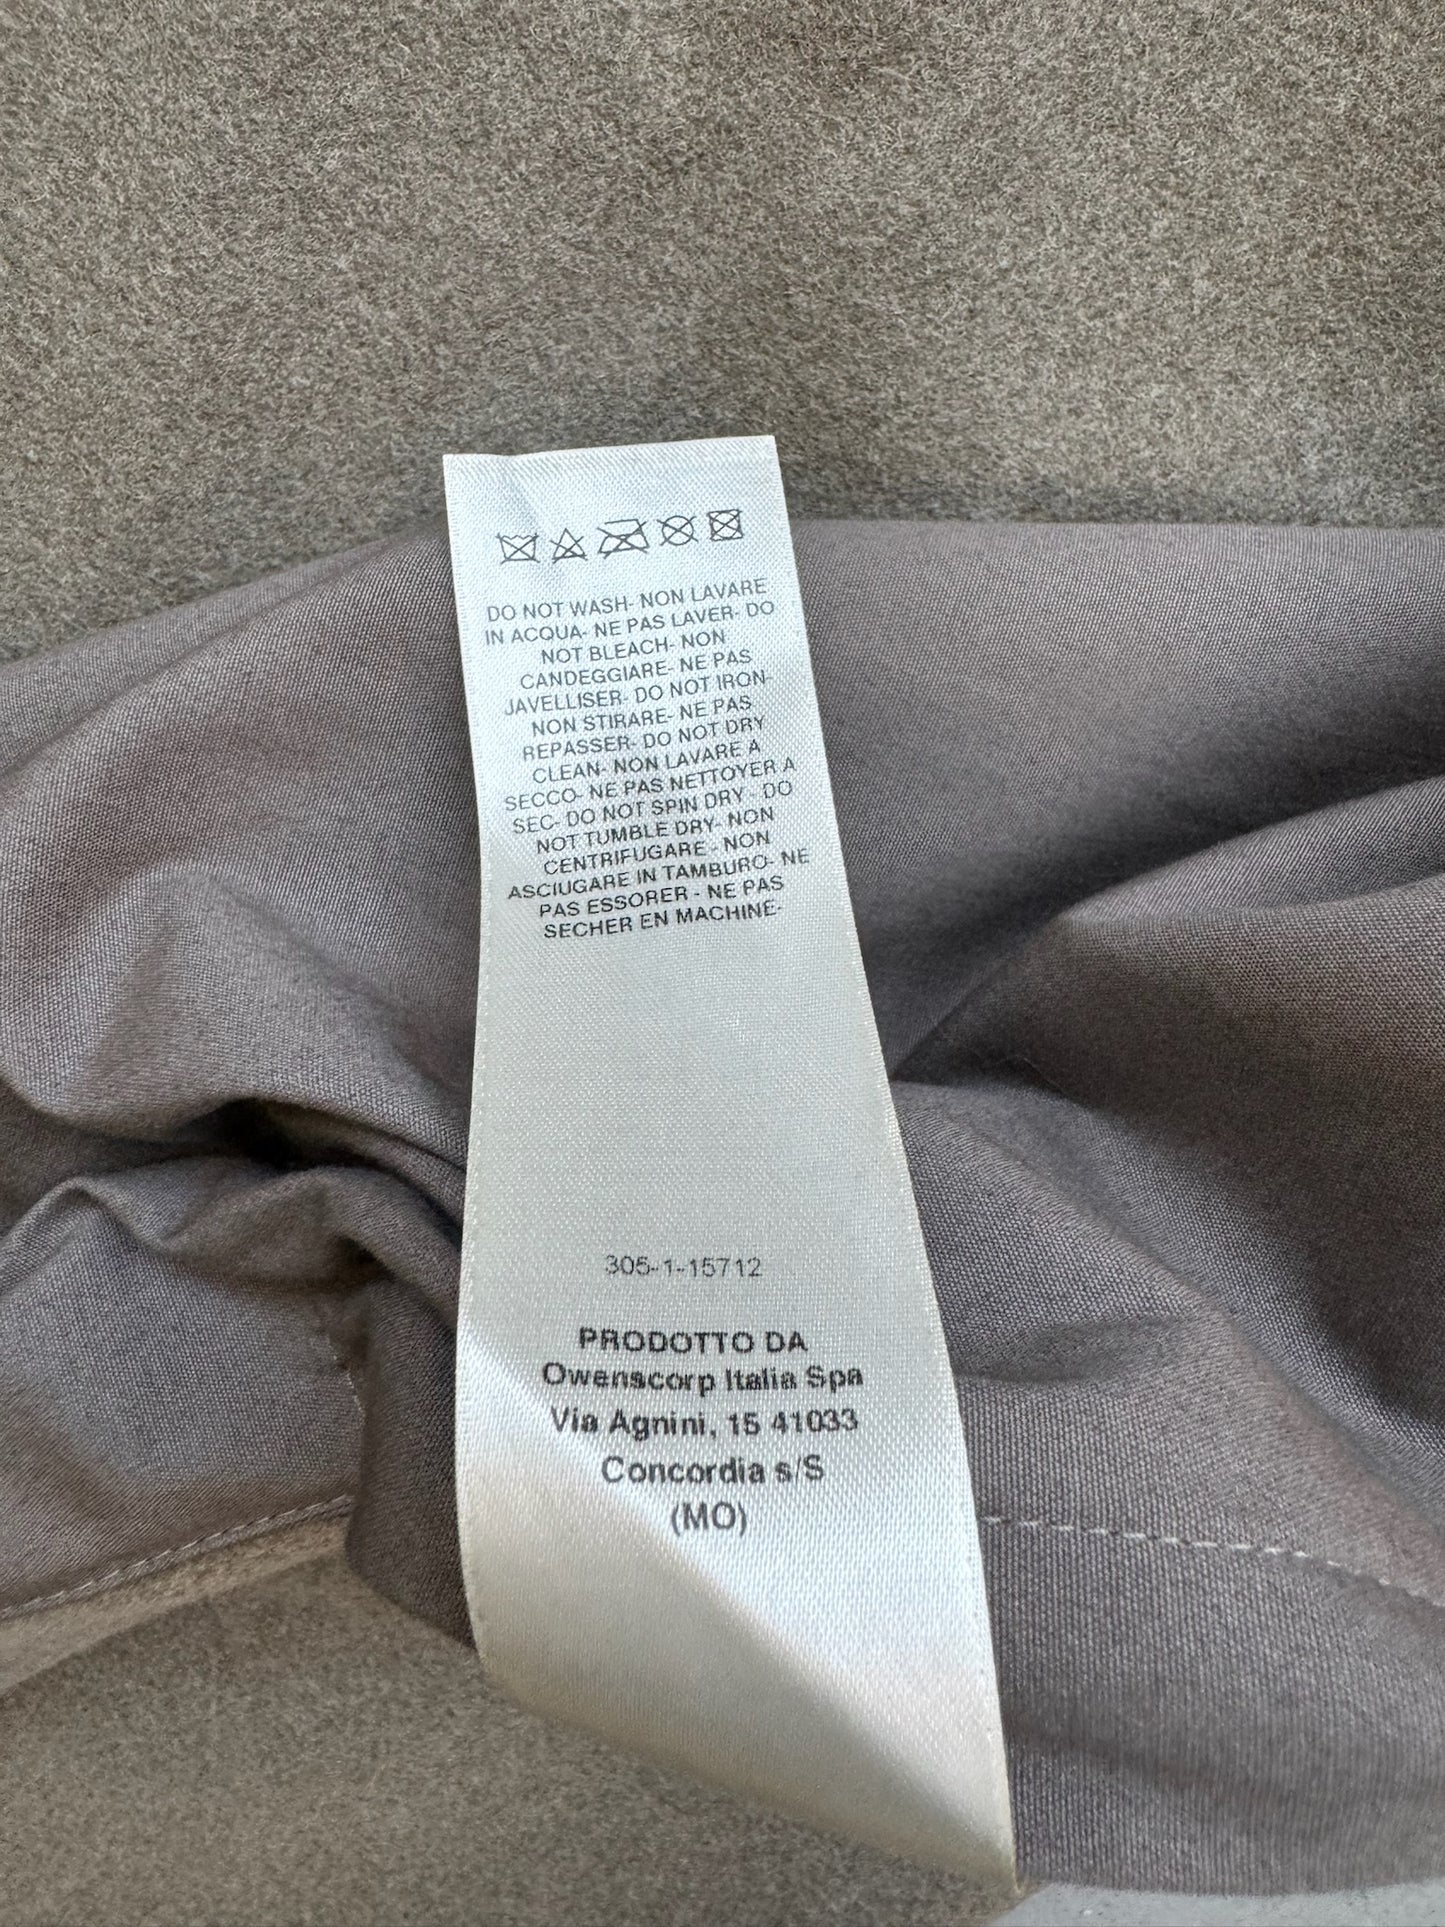 DO NOT WASH- NON LAVARE
IN ACQUA- NE PAS LAVER- DO
NOT BLEACH- NON
CANDEGGIARE- NE PAS
JAVELLISER- DO NOT IRON-
NON STIRARE- NE PAS
REPASSER- DO NOT DRY
CLEAN- NON LAVARE A
SECCO- NE PAS NETTOYER A
SEC- DO NOT SPIN DRY - DO
NOT TUMBLE DRY- NON
CENTRIFUGARE - NON
ASCIUGARE IN TAMBURO- NE
PAS ESSORER - NE PAS
SECHER EN MACHINE-
305-1-15712
PRODOTTO DA
Owenscorp Italia Spa
Via Agnini, 15 41033
Concordia s/S
(MO)